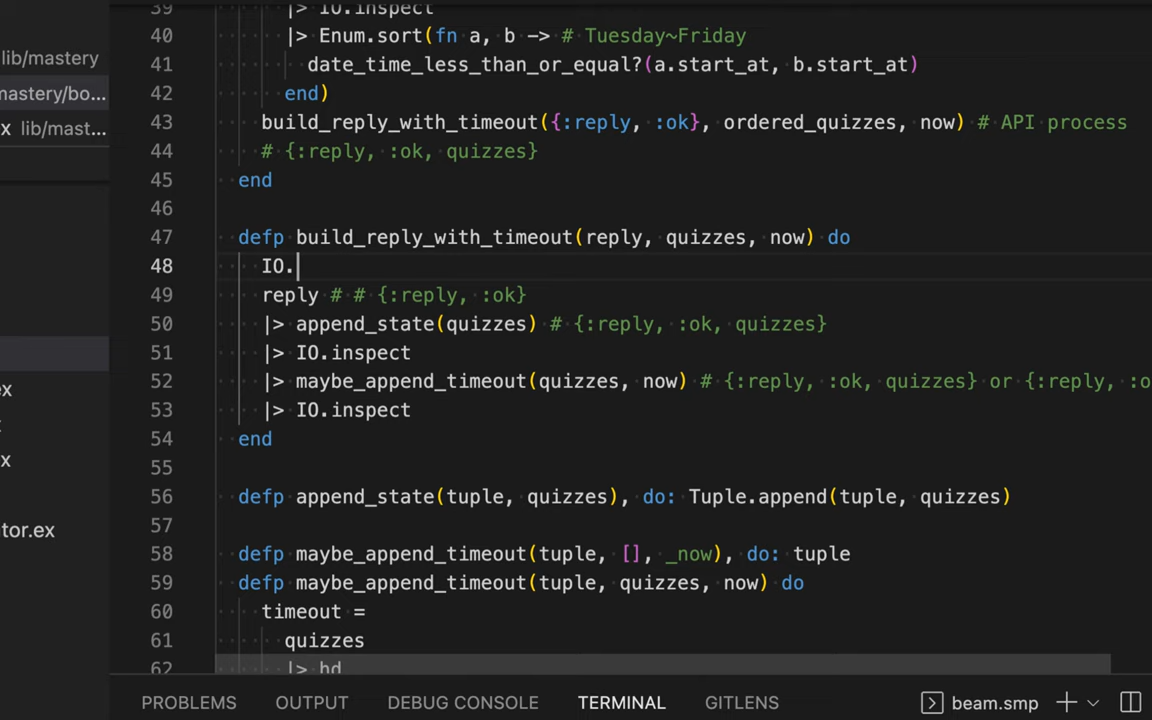 lib/mastery
mastery/bo...
x lib/mast...
ex
x
tor.ex
39 |> IO.inspect
40 |> Enum.sort(fn a, b -> # Tuesday~Friday
41 date_time_less_than_or_equal?(a.start_at, b.start_at)
42 end)
43 build_reply_with_timeout({:reply, :ok}, ordered_quizzes, now) # API process
44 # {:reply, :ok, quizzes}
45 end
46
47 defp build_reply_with_timeout(reply, quizzes, now) do
48 IO.
49 reply # # {:reply, :ok}
50 |> append_state(quizzes) # {:reply, :ok, quizzes}
51 |> IO.inspect
52 |> maybe_append_timeout(quizzes, now) # {:reply, :ok, quizzes} or {:reply, :o
53 |> IO.inspect
54 end
55
56 defp append_state(tuple, quizzes), do: Tuple.append(tuple, quizzes)
57
58 defp maybe_append_timeout(tuple, [], _now), do: tuple
59 defp maybe_append_timeout(tuple, quizzes, now) do
60 timeout =
61 quizzes
62 |> hd
PROBLEMS OUTPUT DEBUG CONSOLE TERMINAL GITLENS beam.smp